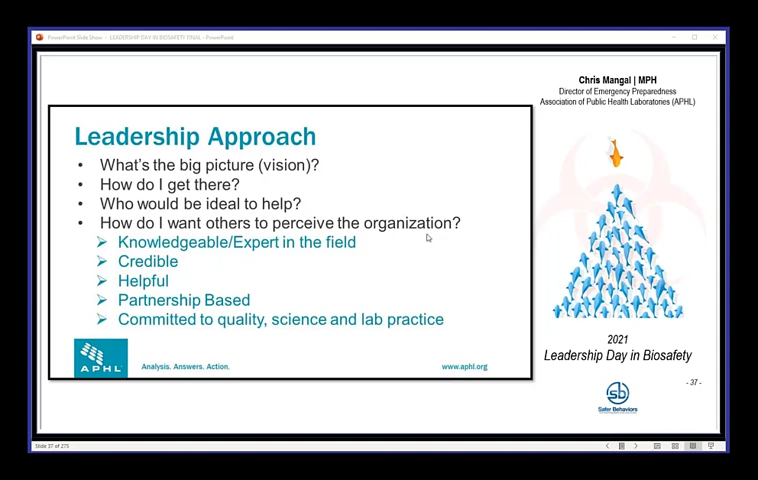 PowerPoint Slide Show - LEADERSHIP DAY IN BIOSAFETY FINAL - PowerPoint
Chris Mangal | MPH
Director of Emergency Preparedness
Association of Public Health Laboratories (APHL)
Leadership Approach
• What's the big picture (vision)?
• How do I get there?
• Who would be ideal to help?
• How do I want others to perceive the organization?
➢ Knowledgeable/Expert in the field
➢ Credible
➢ Helpful
➢ Partnership Based
➢ Committed to quality, science and lab practice
APHL
Analysis. Answers. Action.
www.aphl.org
2021
Leadership Day in Biosafety
- 37 -
sb
Safer Behaviors
Slide 37 of 275